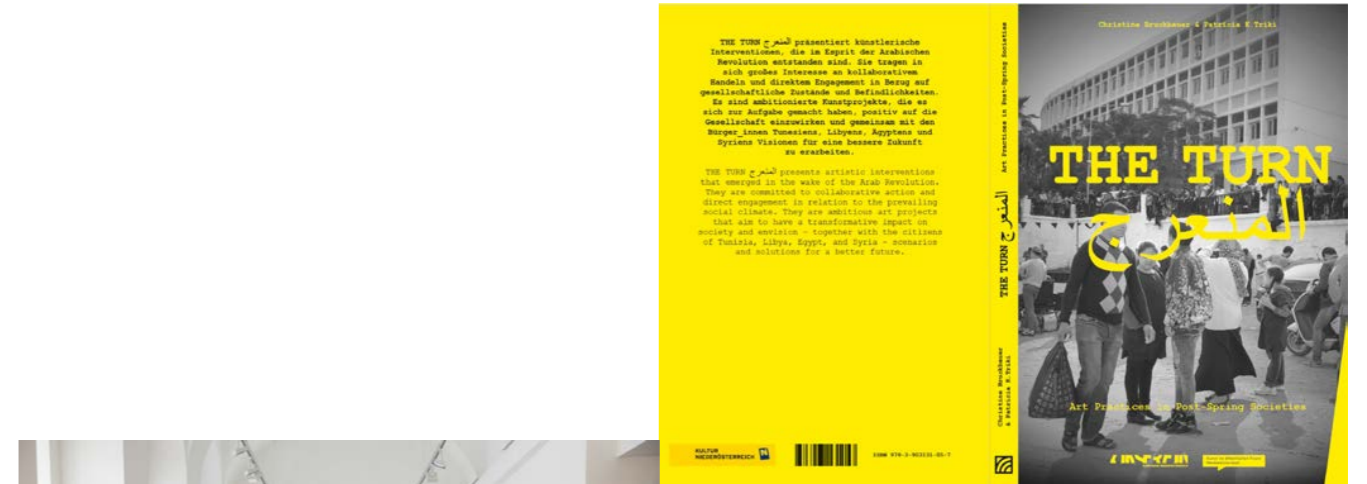 THE TURN المنعرج präsentiert künstlerische
Interventionen, die im Esprit der Arabischen
Revolution entstanden sind. Sie tragen in
sich großes Interesse an kollaborativem
Handeln und direktem Engagement in Bezug auf
gesellschaftliche Zustände und Befindlichkeiten.
Es sind ambitionierte Kunstprojekte, die es
sich zur Aufgabe gemacht haben, positiv auf die
Gesellschaft einzuwirken und gemeinsam mit den
Bürger_innen Tunesiens, Libyens, Ägyptens und
Syriens Visionen für eine bessere Zukunft
zu erarbeiten.
THE TURN المنعرج presents artistic interventions
that emerged in the wake of the Arab Revolution.
They are committed to collaborative action and
direct engagement in relation to the prevailing
social climate. They are ambitious art projects
that aim to have a transformative impact on
society and envision – together with the citizens
of Tunisia, Libya, Egypt, and Syria – scenarios
and solutions for a better future.
KULTUR
NIEDERÖSTERREICH
ISBN 978-3-903131-05-7
Art Practices in Post-Spring Societies
THE TURN المنعرج
Christine Bruckbauer
& Patricia K.Triki
Christine Bruckbauer & Patricia K.Triki
THE TURN
المنعرج
Art Practices in Post-Spring Societies